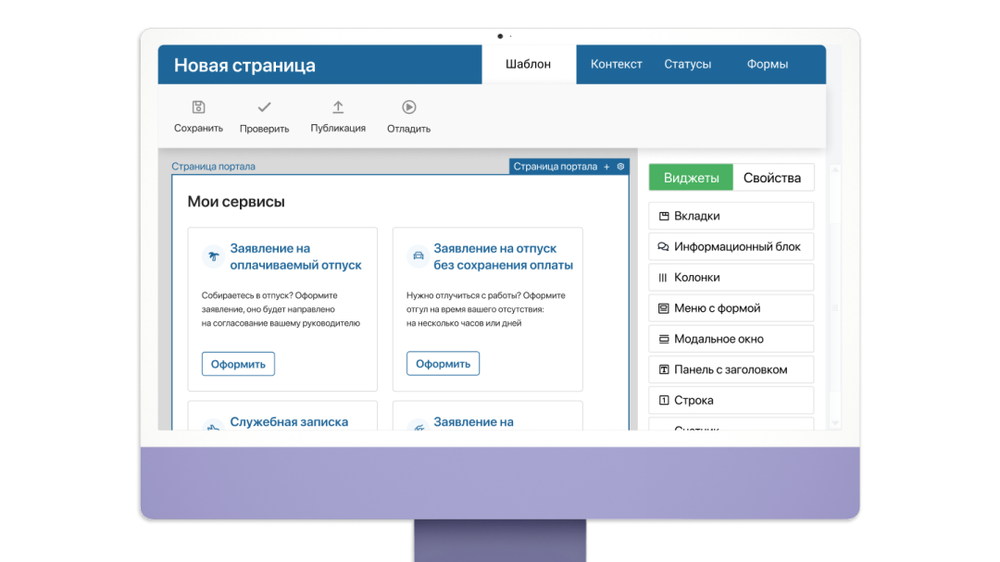 Новая страница
Шаблон
Контекст
Статусы
Формы
Сохранить
Проверить
Публикация
Отладить
Страница портала
Страница портала +
Виджеты
Свойства
Мои сервисы
Заявление на
оплачиваемый отпуск
Собираетесь в отпуск? Оформите
заявление, оно будет направлено
на согласование вашему руководителю
Оформить
Заявление на отпуск
без сохранения оплаты
Нужно отлучиться с работы? Оформите
отгул на время вашего отсутствия:
на несколько часов или дней
Оформить
Служебная записка
Заявление на
Вкладки
Информационный блок
Колонки
Меню с формой
Модальное окно
Панель с заголовком
Строка